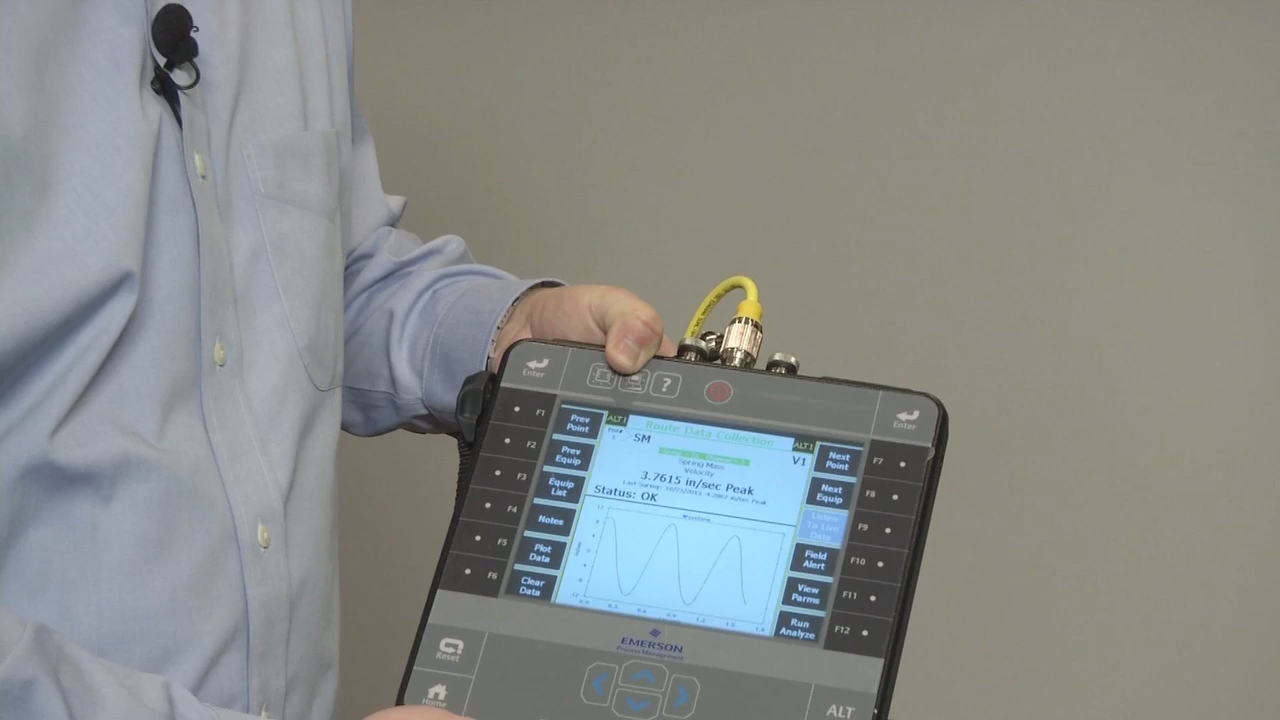 Enter
?
Enter
F1
F2
F3
F4
F5
F6
Prev Point
Prev Equip
Equip List
Notes
Plot Data
Clear Data
ALT1
Route Data Collection
ALT1
SM
V1
Spring Mass
Velocity
3.7615 in/sec Peak
Status: OK
Waveform
Next Point
Next Equip
Listen To Live Data
Field Alert
View Parms
Run Analyze
F7
F8
F9
F10
F11
F12
EMERSON
Process Management
Reset
Home
ALT